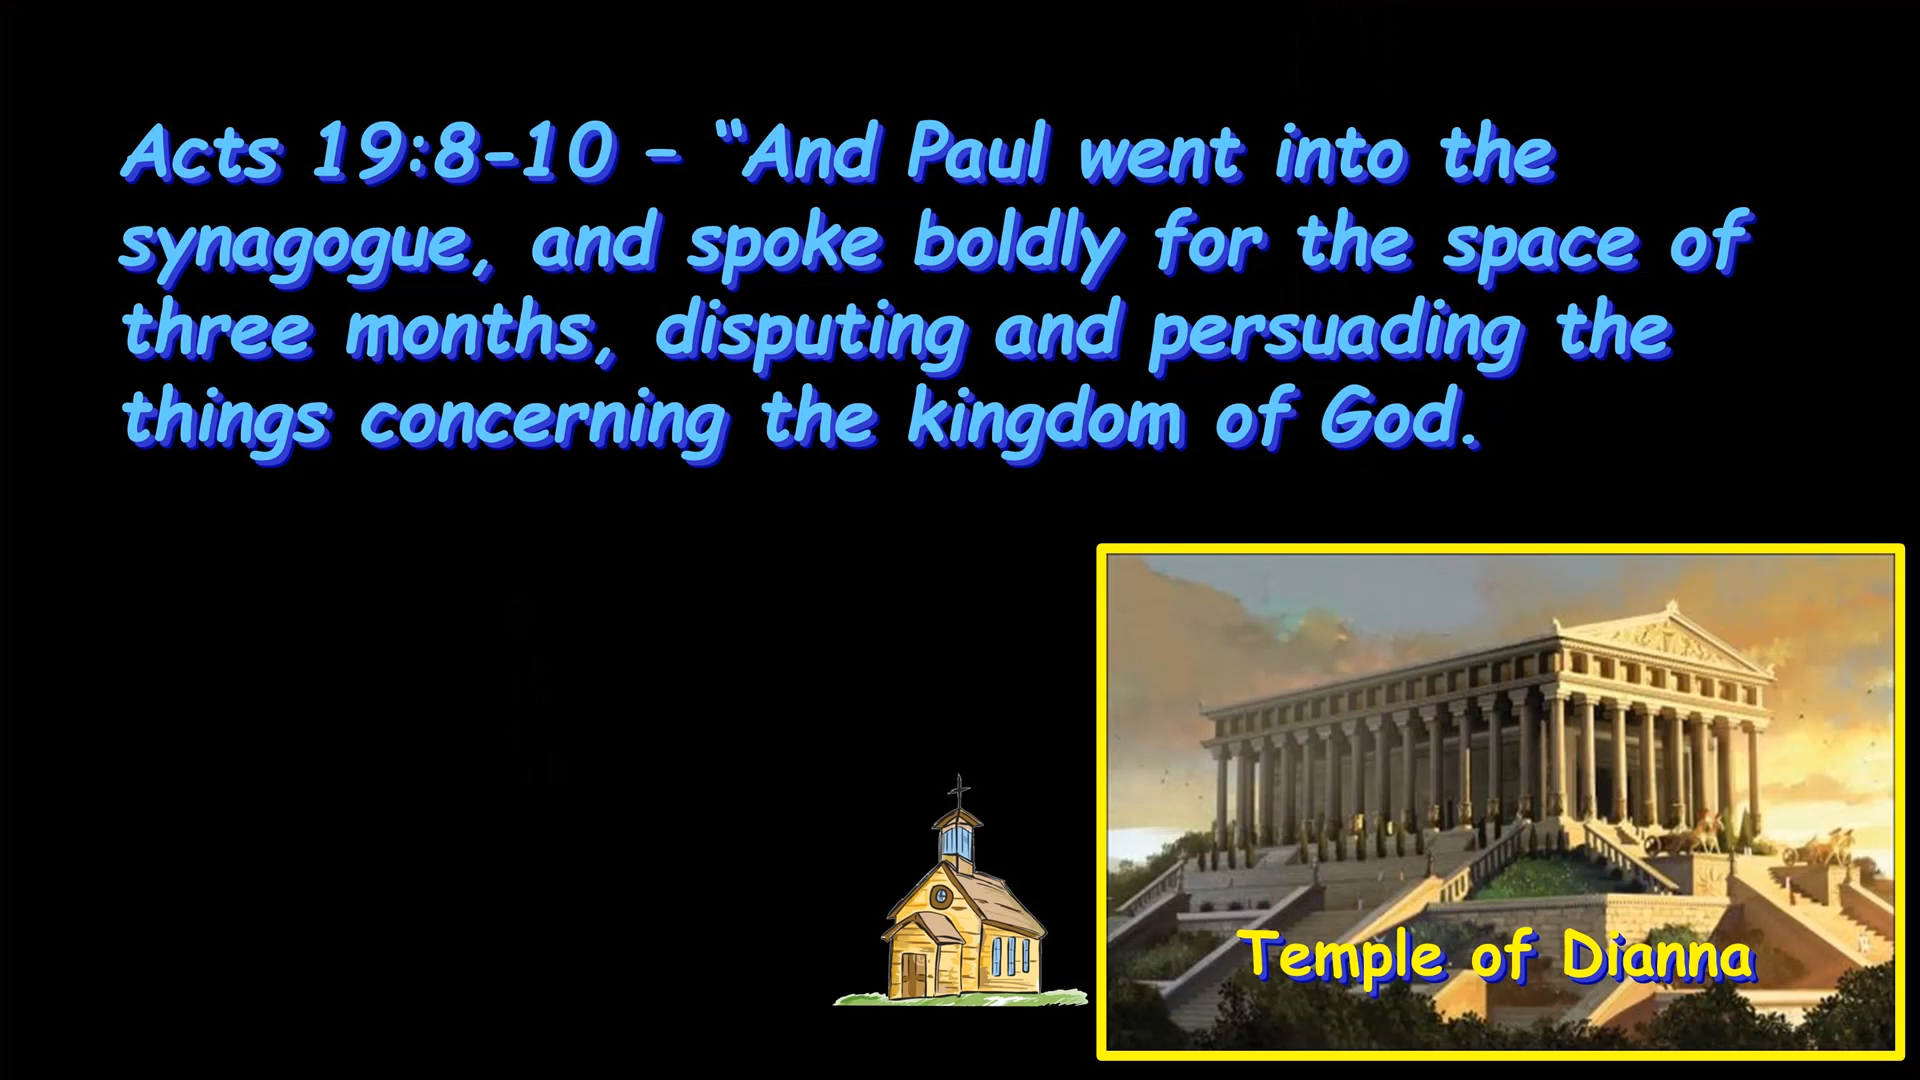 Acts 19:8-10 - “And Paul went into the
synagogue, and spoke boldly for the space of
three months, disputing and persuading the
things concerning the kingdom of God.
Temple of Dianna